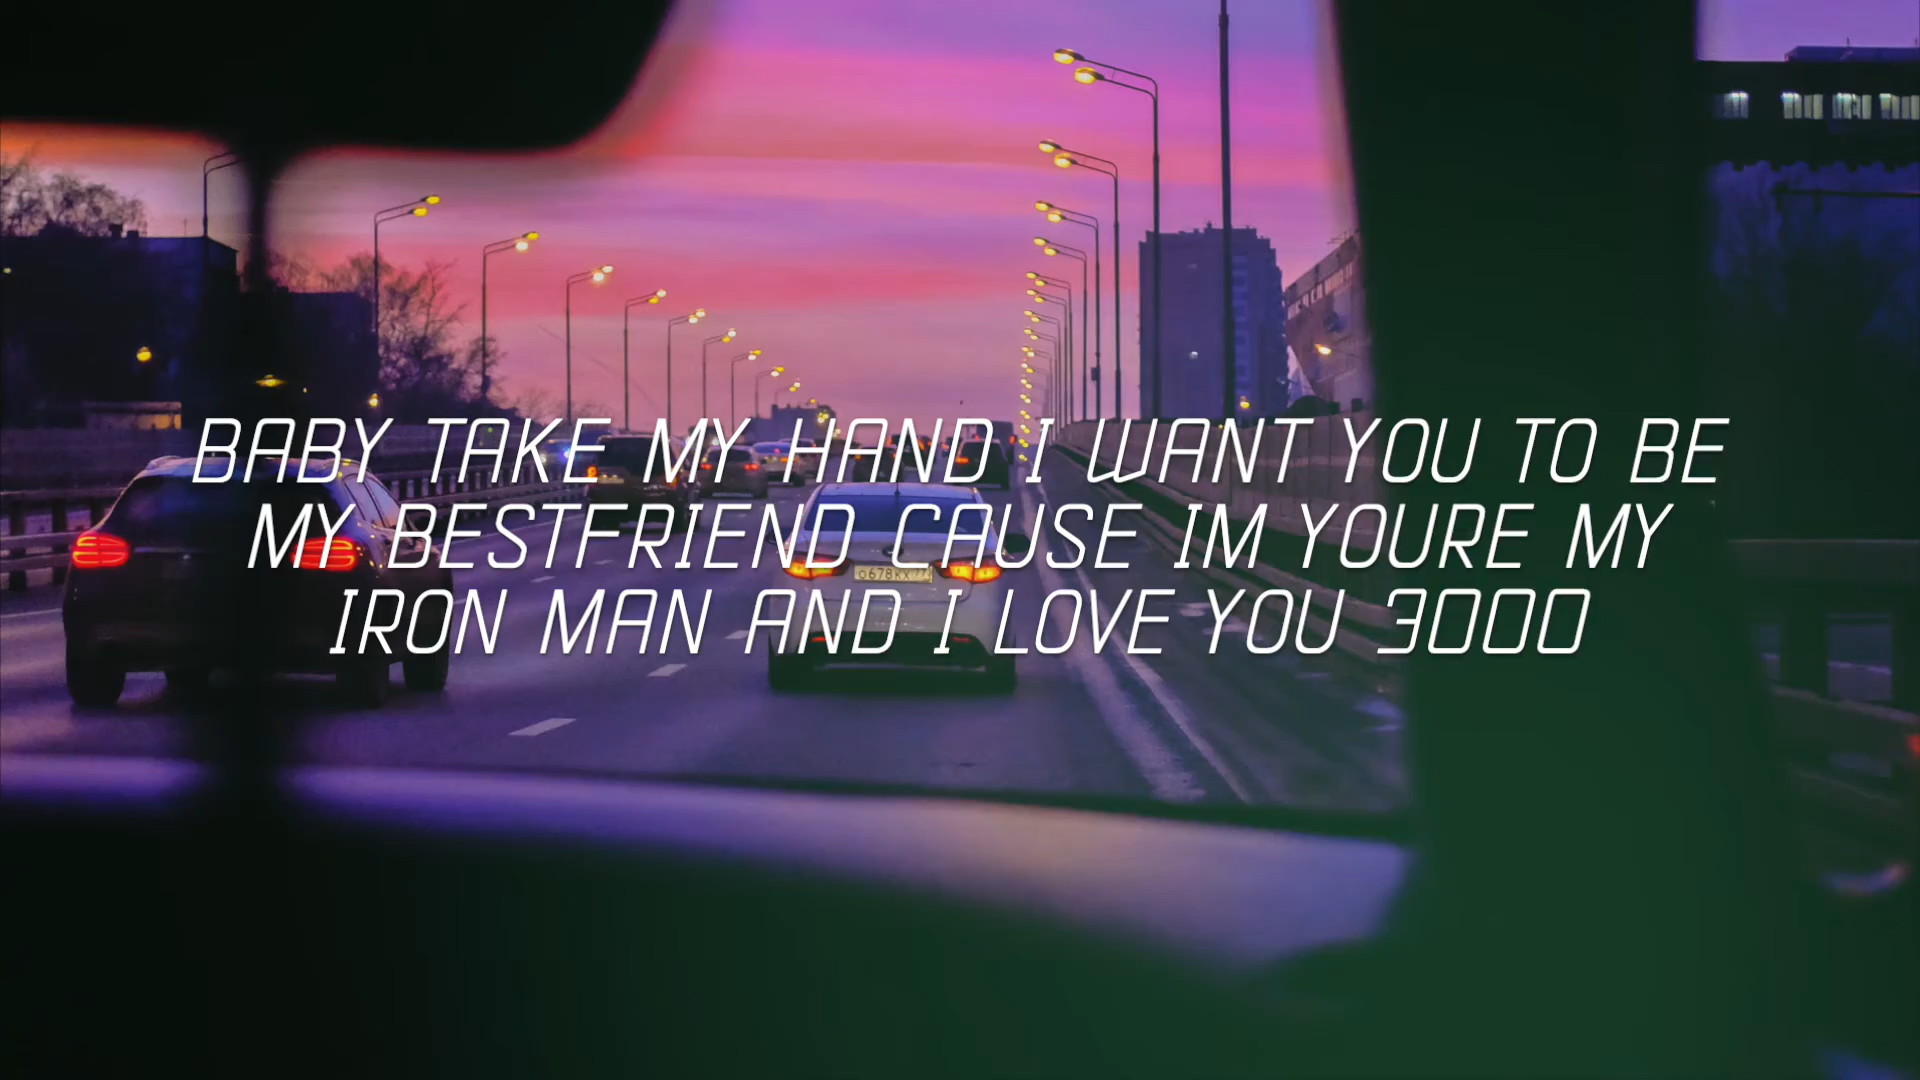 BABY TAKE MY HAND I WANT YOU TO BE
MY BESTFRIEND CAUSE IM YOURE MY
IRON MAN AND I LOVE YOU 3000
о678кх777